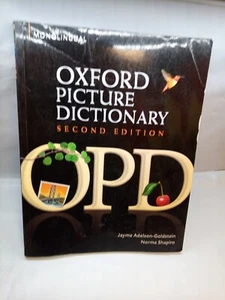 MONOLINGUAL
OXFORD
PICTURE
DICTIONARY
SECOND EDITION
OPD
Jayme Adelson-Goldstein
Norma Shapiro